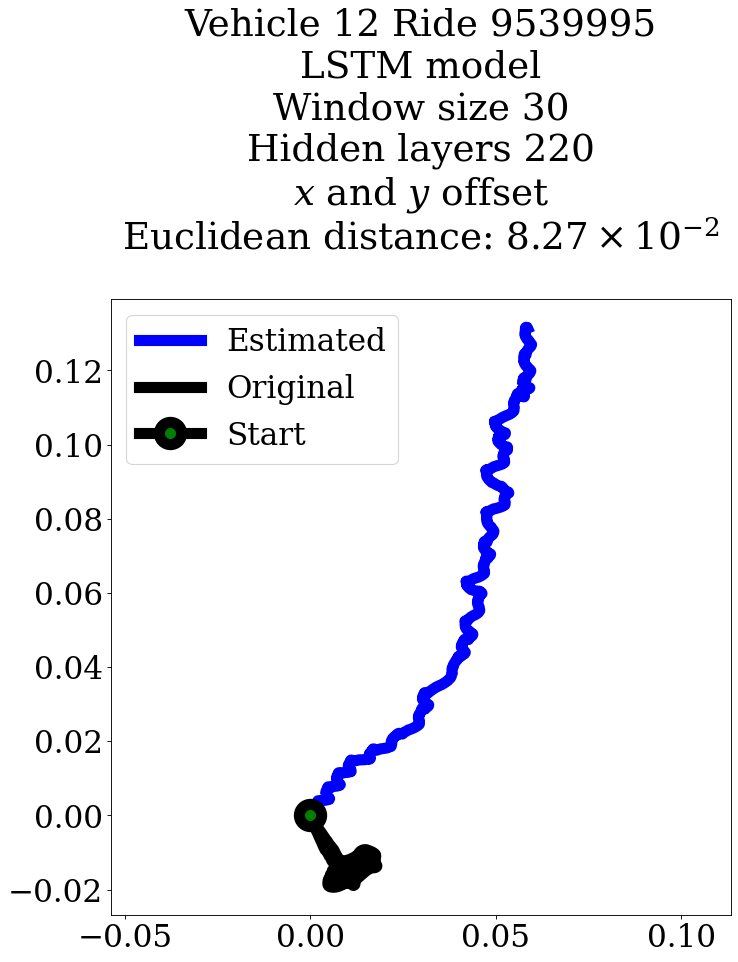 Vehicle 12 Ride 9539995
LSTM model
Window size 30
Hidden layers 220
x and y offset
Euclidean distance: 8.27 × 10⁻²
Estimated
Original
Start
0.12
0.10
0.08
0.06
0.04
0.02
0.00
−0.02
−0.05 0.00 0.05 0.10